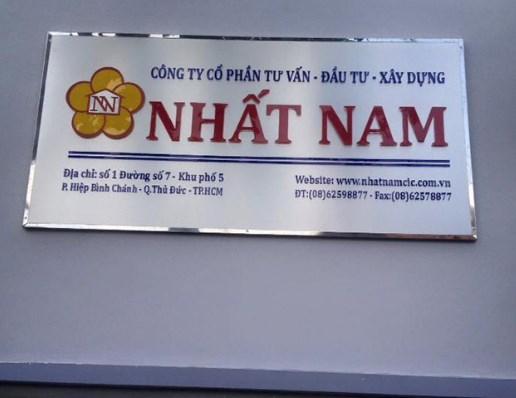 NN
CÔNG TY CỔ PHẦN TƯ VẤN - ĐẦU TƯ - XÂY DỰNG
NHẤT NAM
Địa chỉ: số 1 Đường số 7 - Khu phố 5
P. Hiệp Bình Chánh - Q.Thủ Đức - TP.HCM
Website: www.nhatnamcic.com.vn
ĐT:(08)62598877 - Fax:(08)62578877